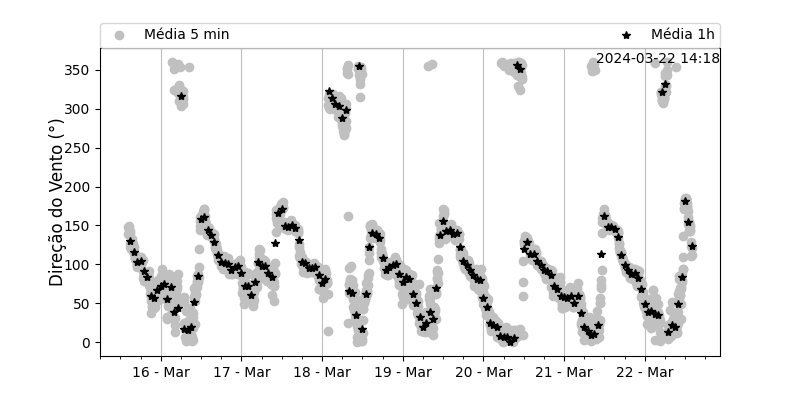 Média 5 min
Média 1h
2024-03-22 14:18
Direção do Vento (°)
350
300
250
200
150
100
50
0
16 - Mar
17 - Mar
18 - Mar
19 - Mar
20 - Mar
21 - Mar
22 - Mar